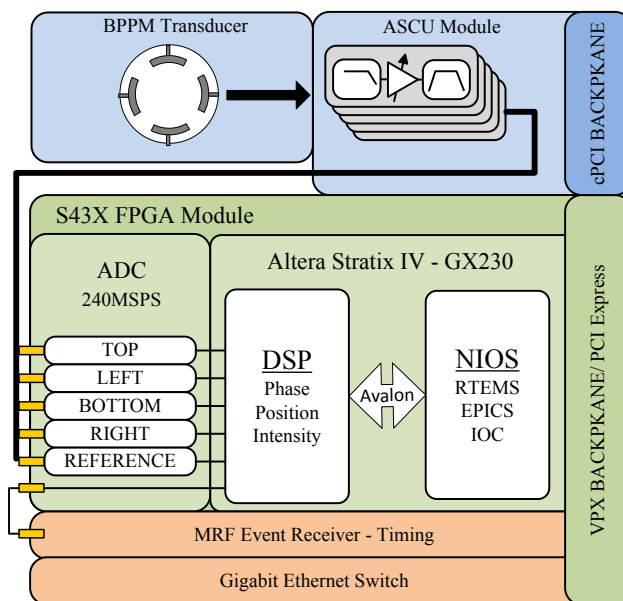 BPPM Transducer
ASCU Module
cPCI BACKPKANE
S43X FPGA Module
ADC
240MSPS
TOP
LEFT
BOTTOM
RIGHT
REFERENCE
Altera Stratix IV - GX230
DSP
Phase
Position
Intensity
Avalon
NIOS
RTEMS
EPICS
IOC
VPX BACKPKANE/ PCI Express
MRF Event Receiver - Timing
Gigabit Ethernet Switch